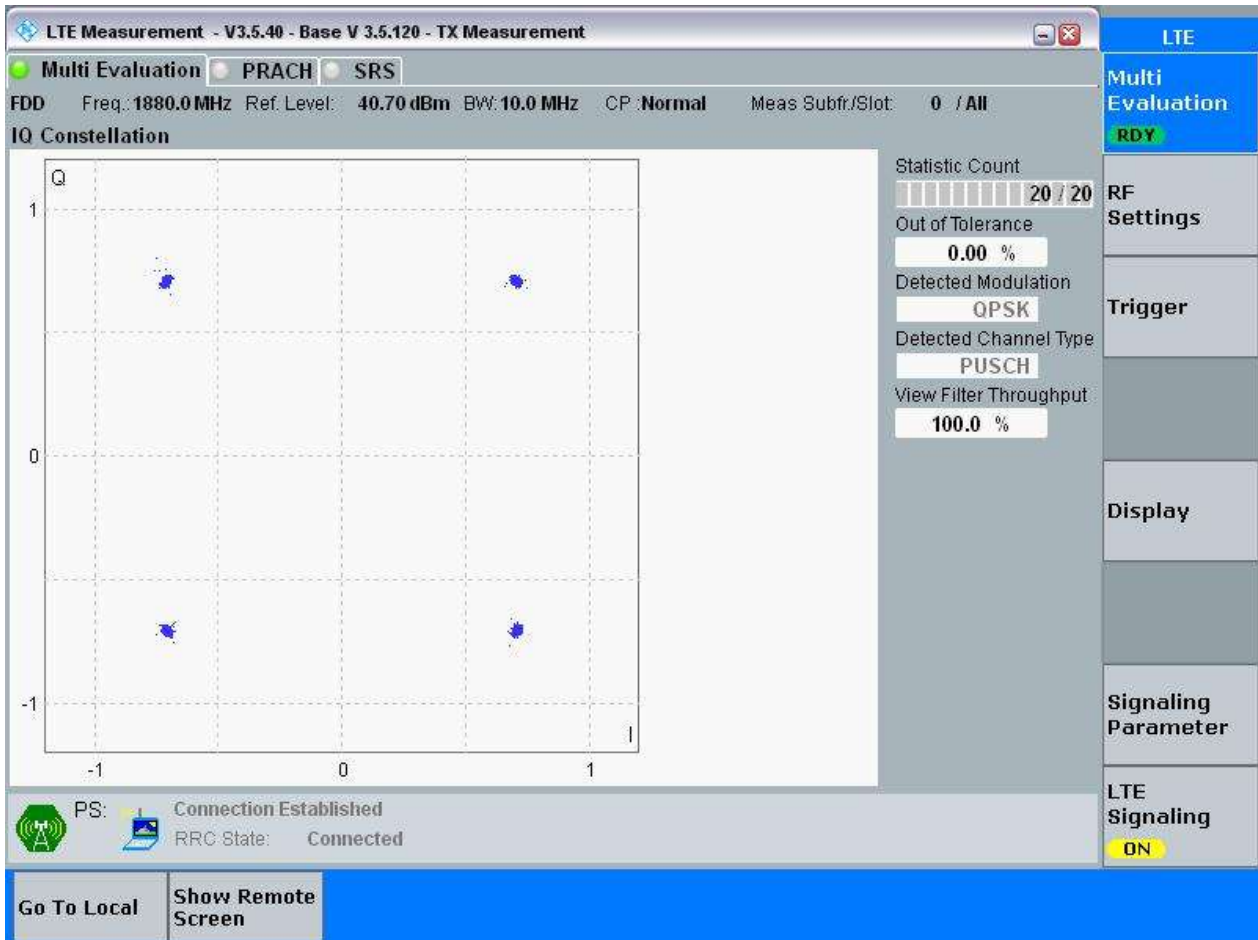 LTE Measurement - V3.5.40 - Base V 3.5.120 - TX Measurement
Multi Evaluation PRACH SRS
FDD Freq.: 1880.0 MHz Ref. Level: 40.70 dBm BW: 10.0 MHz CP : Normal Meas Subfr./Slot: 0 / All
IQ Constellation
Q
1
0
-1
I
-1 0 1
Statistic Count
20 / 20
Out of Tolerance
0.00 %
Detected Modulation
QPSK
Detected Channel Type
PUSCH
View Filter Throughput
100.0 %
PS: Connection Established
RRC State: Connected
LTE
Multi
Evaluation
RDY
RF
Settings
Trigger
Display
Signaling
Parameter
LTE
Signaling
ON
Go To Local
Show Remote
Screen